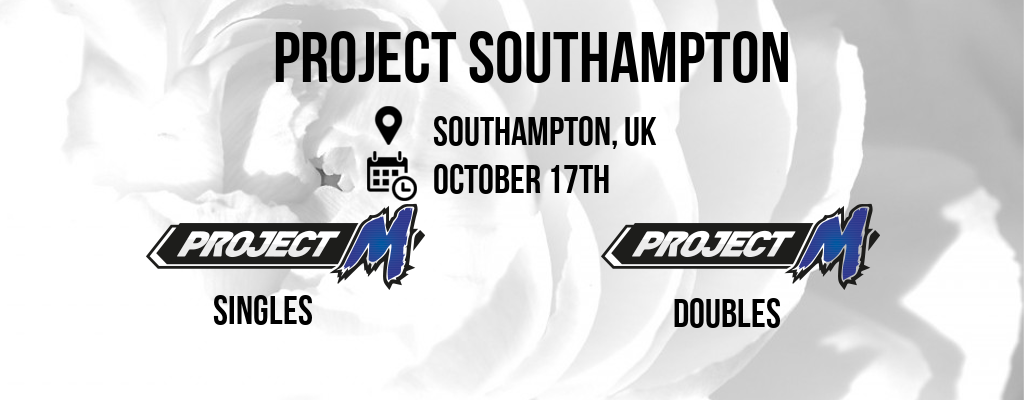 PROJECT SOUTHAMPTON
SOUTHAMPTON, UK
OCTOBER 17TH
PROJECT M
SINGLES
PROJECT M
DOUBLES